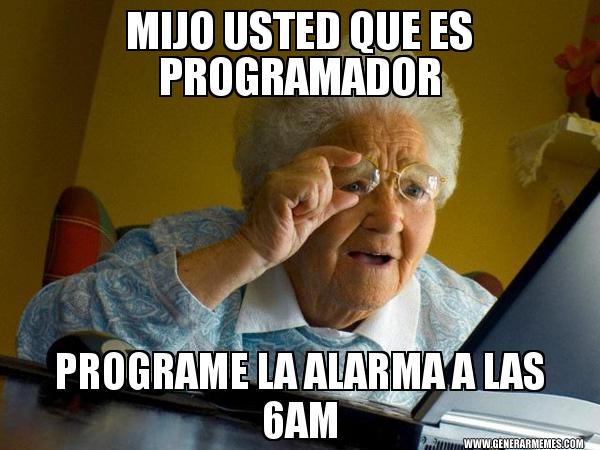 MIJO USTED QUE ES
PROGRAMADOR
PROGRAME LA ALARMA A LAS
6AM
WWW.GENERARMEMES.COM